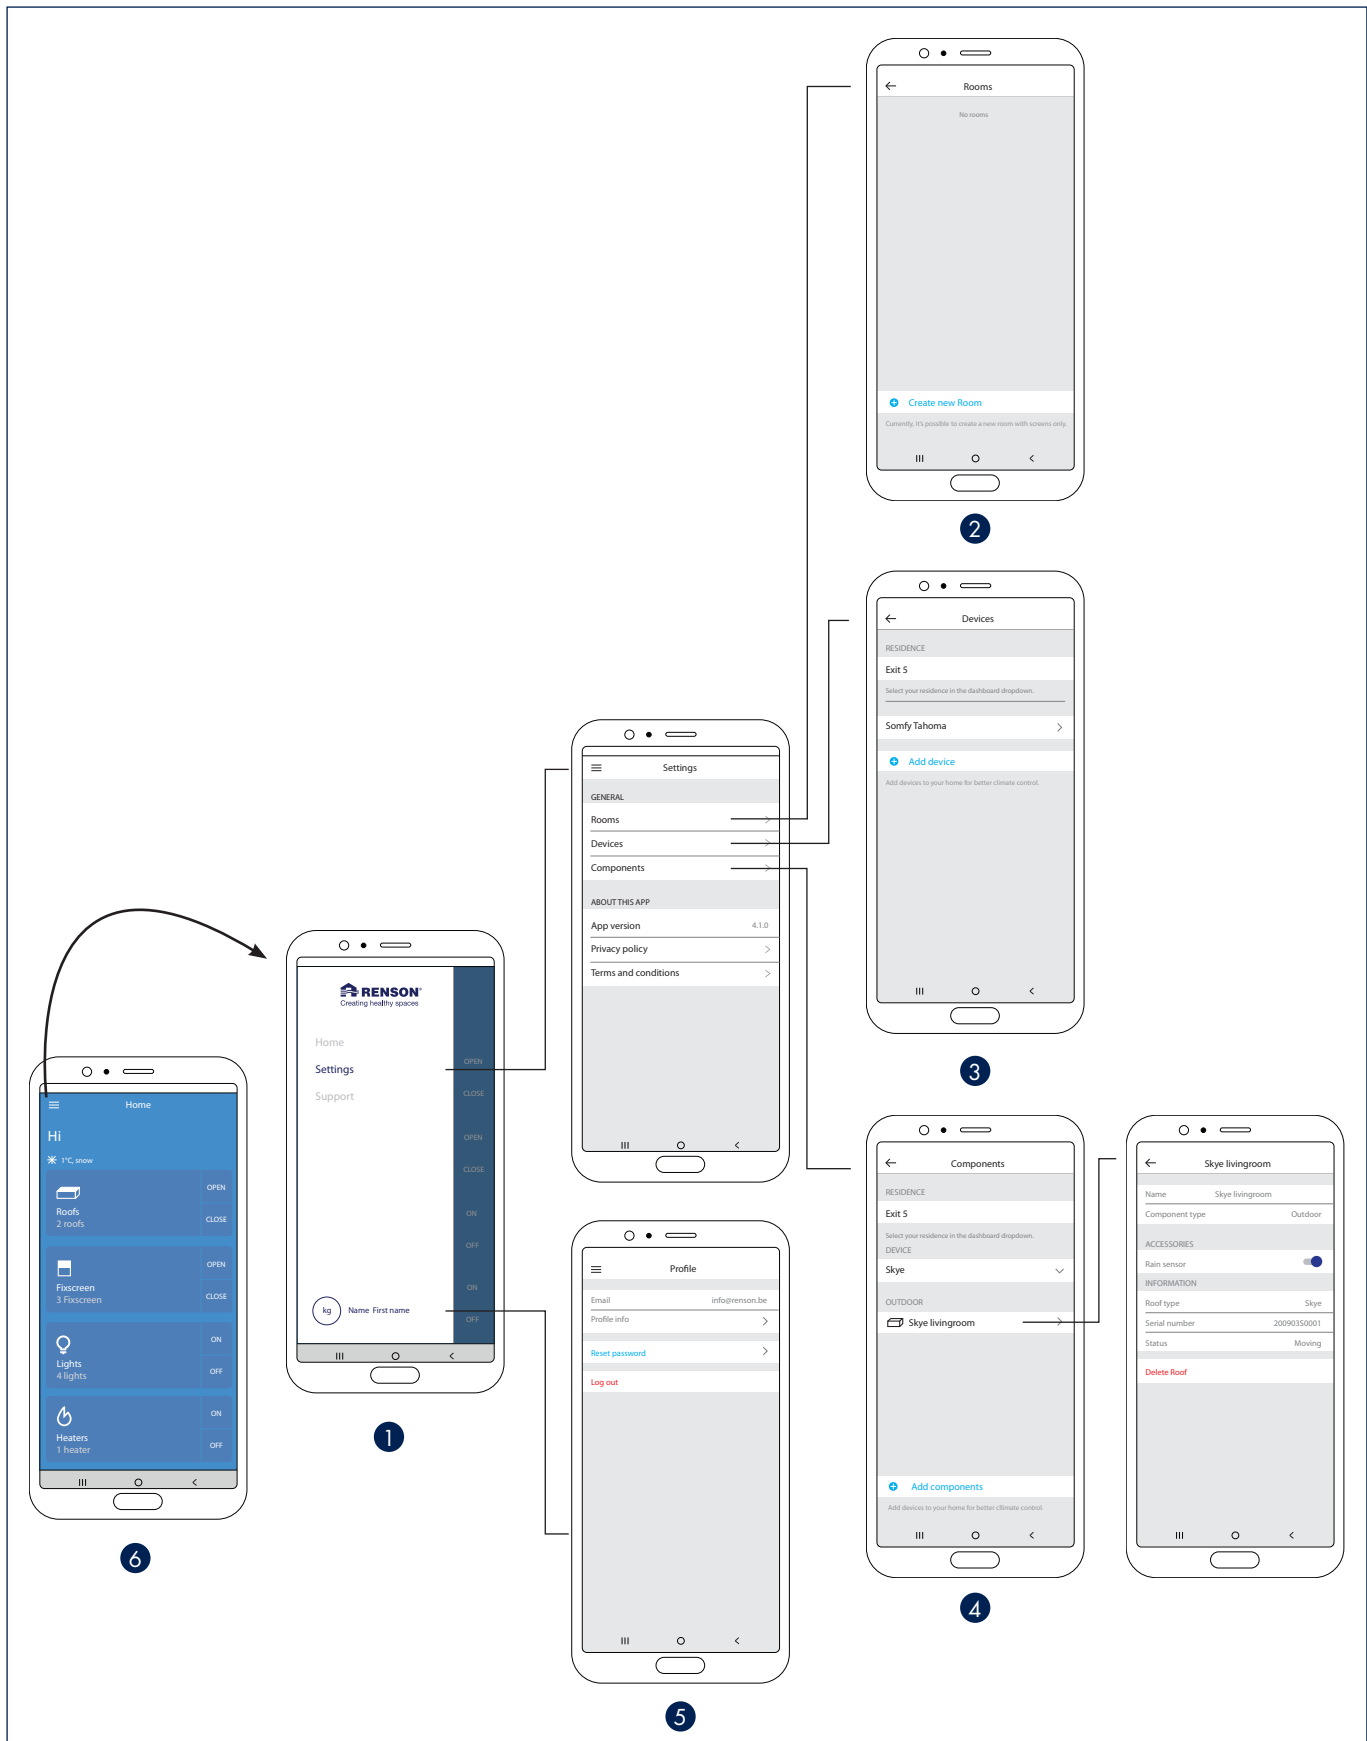 Rooms
No rooms
Create new Room
Currently, it's possible to create a new room with screens only.
2
Devices
RESIDENCE
Exit 5
Select your residence in the dashboard dropdown.
Somfy Tahoma
Add device
Add devices to your home for better climate control.
3
Settings
GENERAL
Rooms
Devices
Components
ABOUT THIS APP
App version 4.1.0
Privacy policy
Terms and conditions
RENSON®
Creating healthy spaces
Home
Settings
Support
OPEN
CLOSE
OPEN
CLOSE
ON
OFF
ON
OFF
kg Name First name
1
Home
Hi
1°C, snow
Roofs
2 roofs
OPEN
CLOSE
Fixscreen
3 Fixscreen
OPEN
CLOSE
Lights
4 lights
ON
OFF
Heaters
1 heater
ON
OFF
6
Profile
Email info@renson.be
Profile info
Reset password
Log out
5
Components
RESIDENCE
Exit 5
Select your residence in the dashboard dropdown.
DEVICE
Skye
OUTDOOR
Skye livingroom
Add components
Add devices to your home for better cllimate control.
4
Skye livingroom
Name Skye livingroom
Component type Outdoor
ACCESSORIES
Rain sensor
INFORMATION
Roof type Skye
Serial number 20090350001
Status Moving
Delete Roof